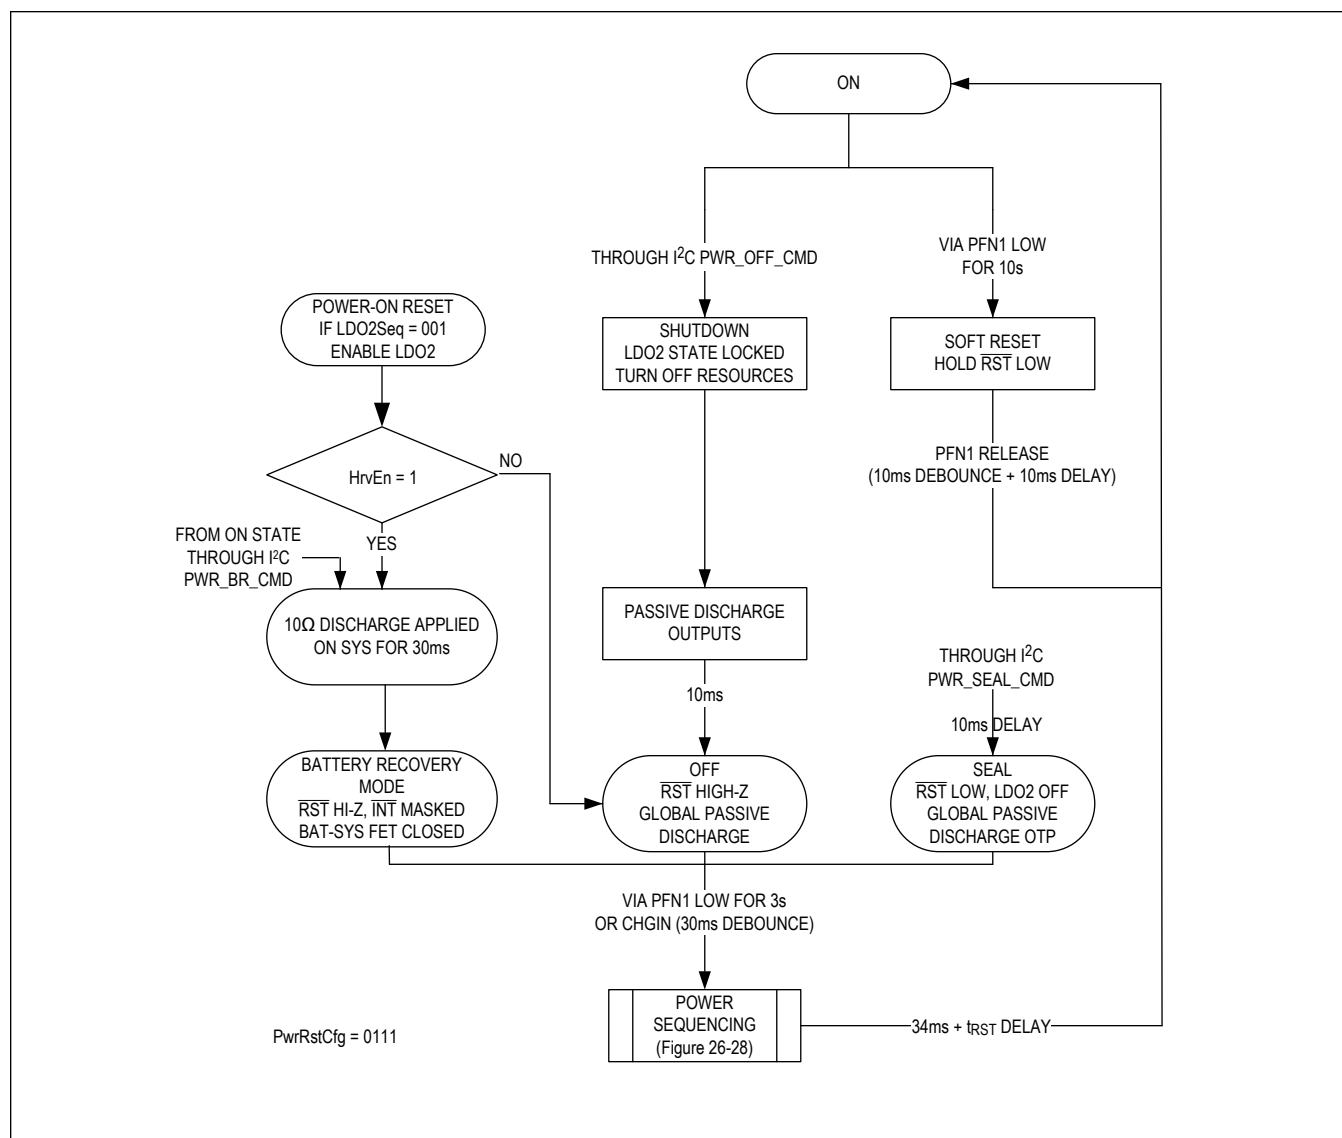 ON
THROUGH I²C PWR_OFF_CMD
VIA PFN1 LOW
FOR 10s
POWER-ON RESET
IF LDO2Seq = 001
ENABLE LDO2
SHUTDOWN
LDO2 STATE LOCKED
TURN OFF RESOURCES
SOFT RESET
HOLD R̅S̅T̅ LOW
HrvEn = 1
NO
YES
PFN1 RELEASE
(10ms DEBOUNCE + 10ms DELAY)
FROM ON STATE
THROUGH I²C
PWR_BR_CMD
10Ω DISCHARGE APPLIED
ON SYS FOR 30ms
PASSIVE DISCHARGE
OUTPUTS
10ms
THROUGH I²C
PWR_SEAL_CMD
10ms DELAY
BATTERY RECOVERY
MODE
R̅S̅T̅ HI-Z, I̅N̅T̅ MASKED
BAT-SYS FET CLOSED
OFF
R̅S̅T̅ HIGH-Z
GLOBAL PASSIVE
DISCHARGE
SEAL
R̅S̅T̅ LOW, LDO2 OFF
GLOBAL PASSIVE
DISCHARGE OTP
VIA PFN1 LOW FOR 3s
OR CHGIN (30ms DEBOUNCE)
POWER
SEQUENCING
(Figure 26-28)
34ms + tRST DELAY
PwrRstCfg = 0111